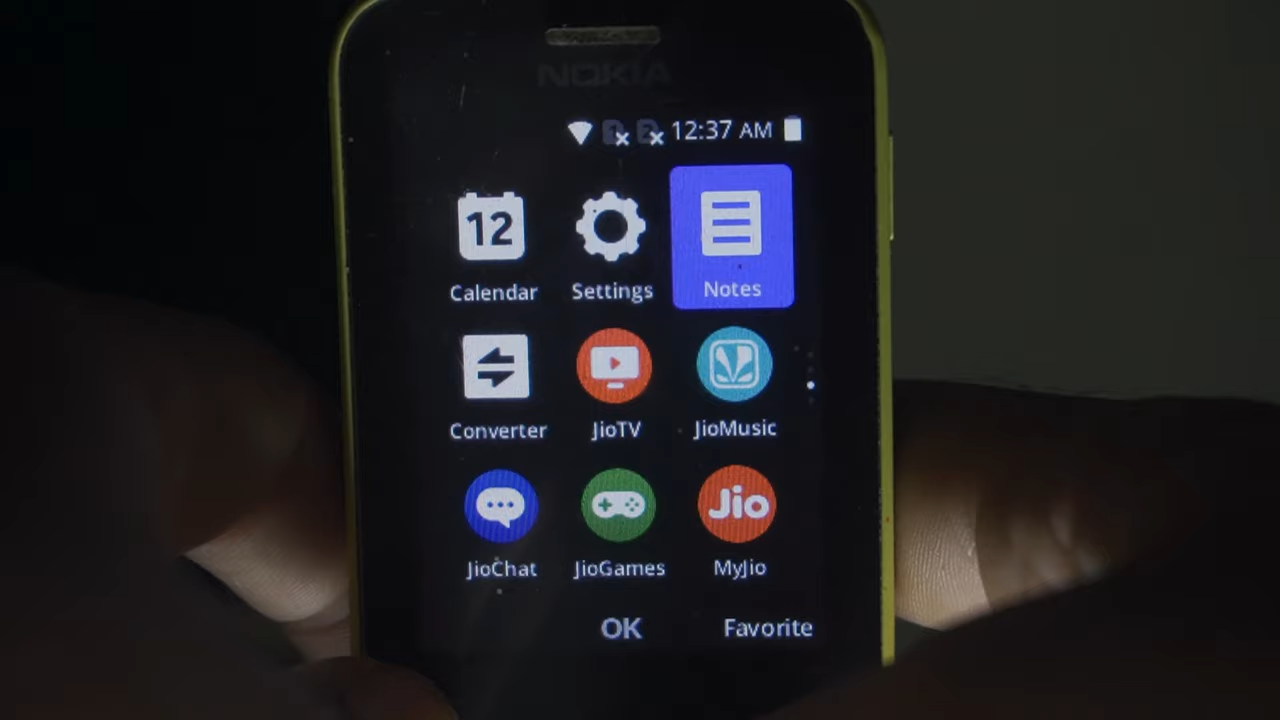 NOKIA
12:37 AM
12
Calendar Settings Notes
Converter JioTV JioMusic
Jio
JioChat JioGames MyJio
OK Favorite